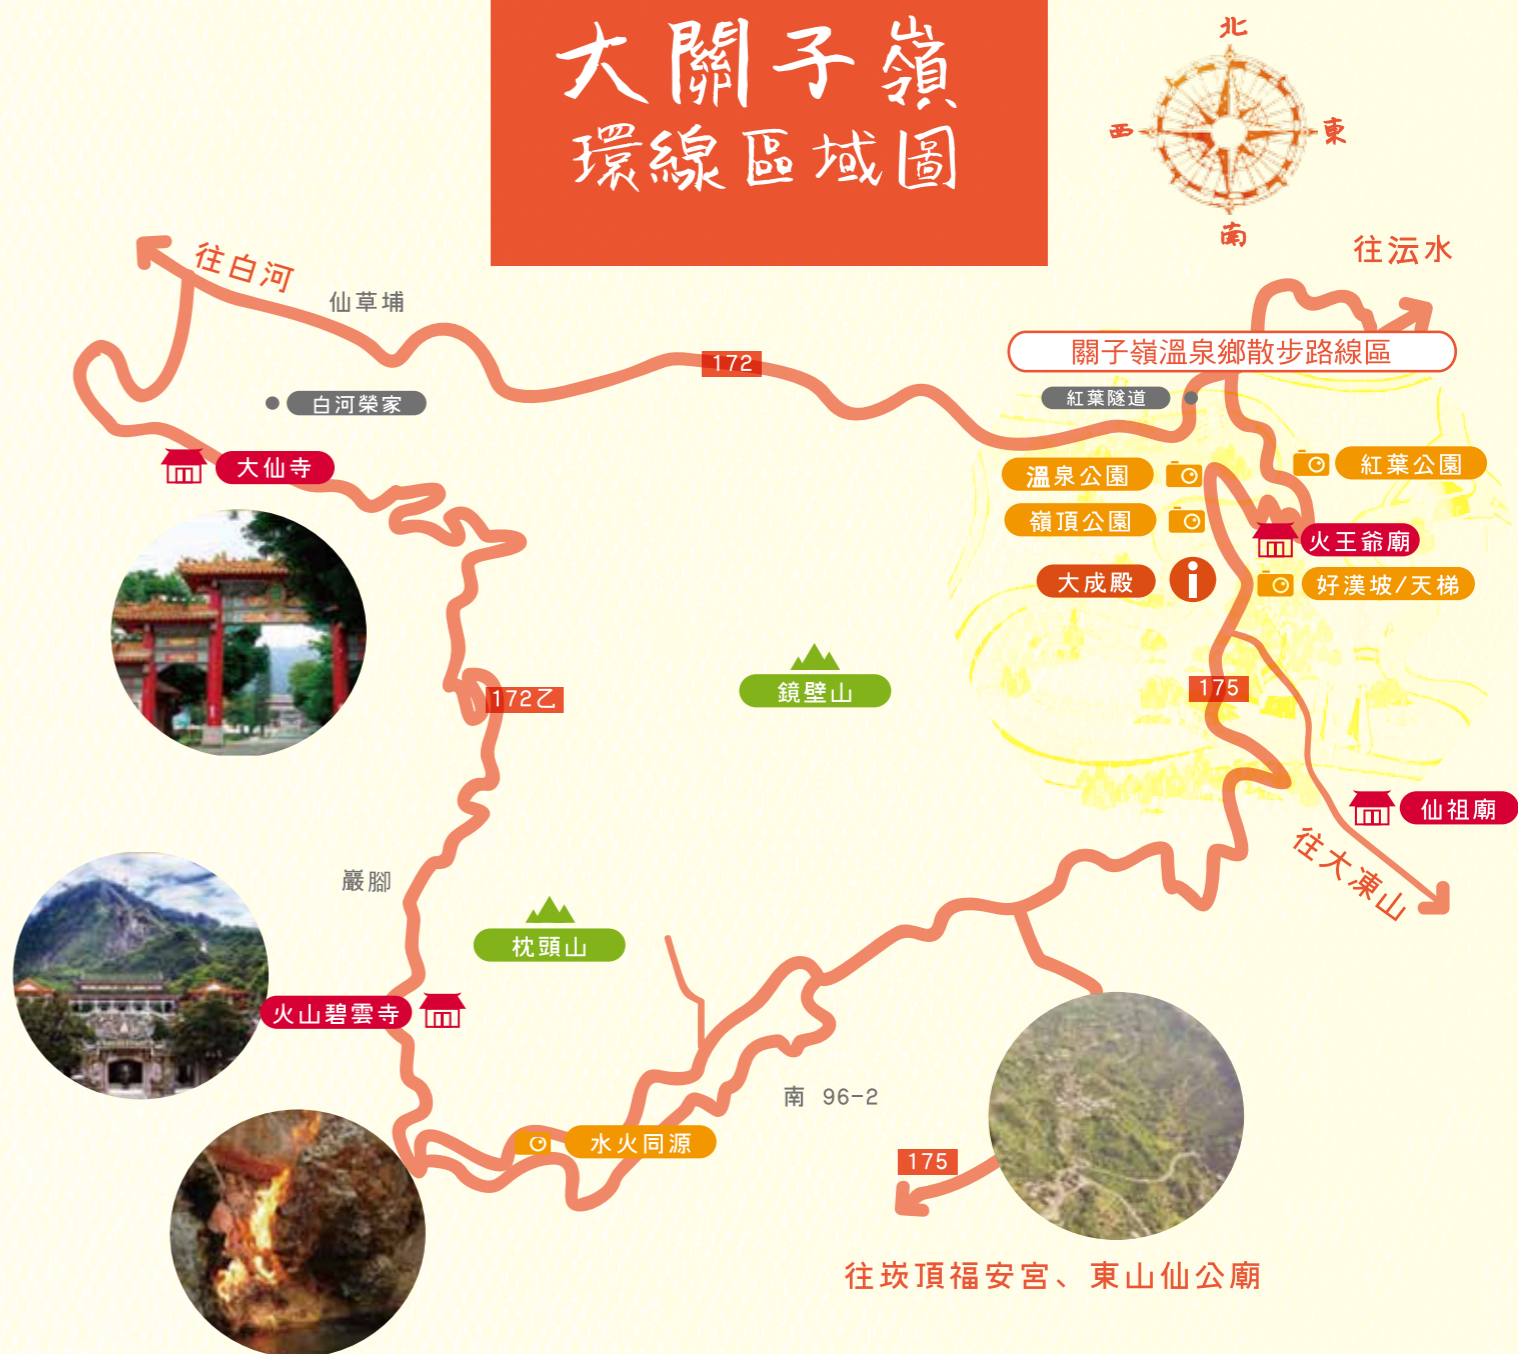 大關子嶺
環線區域圖
北
西
東
南
往沄水
往白河
仙草埔
172
關子嶺溫泉鄉散步路線區
紅葉隧道
白河榮家
大仙寺
溫泉公園
紅葉公園
嶺頂公園
火王爺廟
大成殿
i
好漢坡/天梯
鏡壁山
172乙
175
仙祖廟
往大凍山
巖腳
枕頭山
火山碧雲寺
南 96-2
水火同源
175
往崁頂福安宮、東山仙公廟